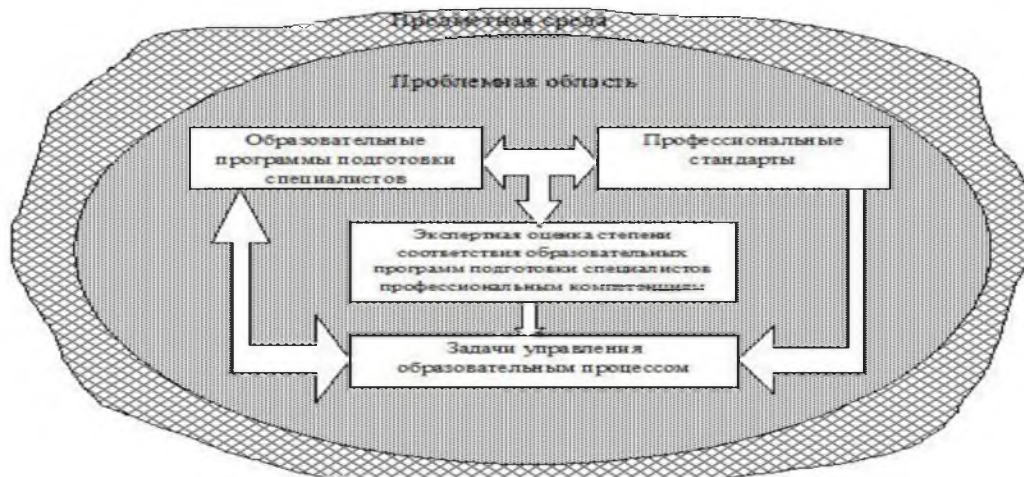 Предметная среда
Проблемная область
Образовательные
программы подготовки
специалистов
Профессиональные
стандарты
Экспертная оценка степени
соответствия образовательных
программ подготовки специалистов
профессиональным компетенциям
Задачи управления
образовательным процессом